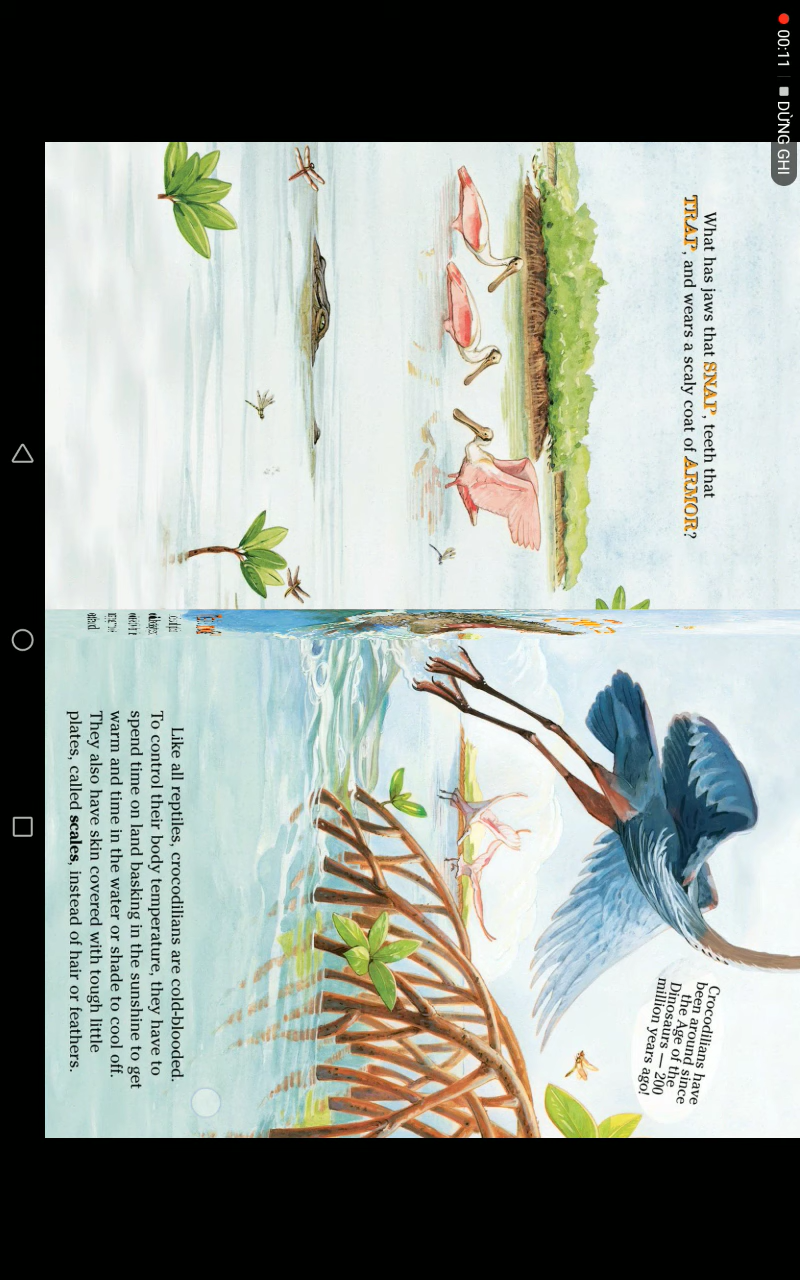 00:11 DỪNG GHI
What has jaws that SNAP, teeth that
TRAP, and wears a scaly coat of ARMOR?
Crocodilians have
been around since
the Age of the
Dinosaurs — 200
million years ago!
Like all reptiles, crocodilians are cold-blooded.
To control their body temperature, they have to
spend time on land basking in the sunshine to get
warm and time in the water or shade to cool off.
They also have skin covered with tough little
plates, called scales, instead of hair or feathers.